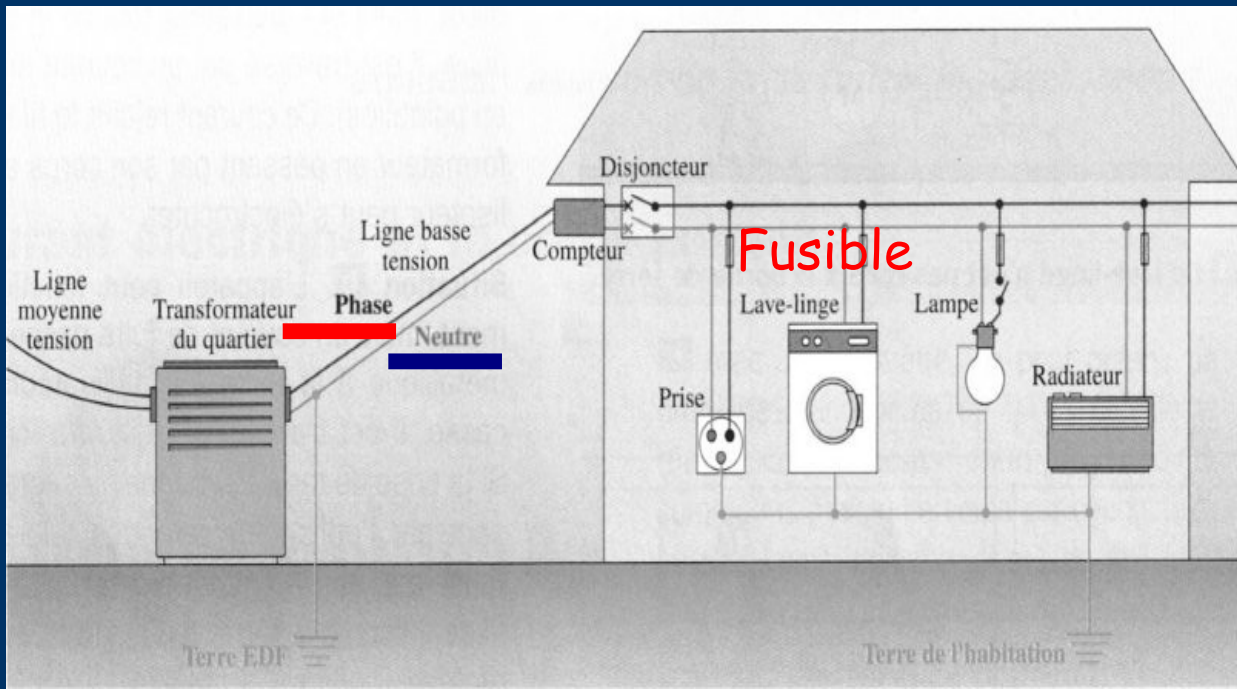 Disjoncteur
Ligne basse
tension
Compteur
Fusible
Ligne
moyenne
tension
Transformateur
du quartier
Phase
Neutre
Lave-linge
Lampe
Prise
Radiateur
Terre EDF
Terre de l'habitation